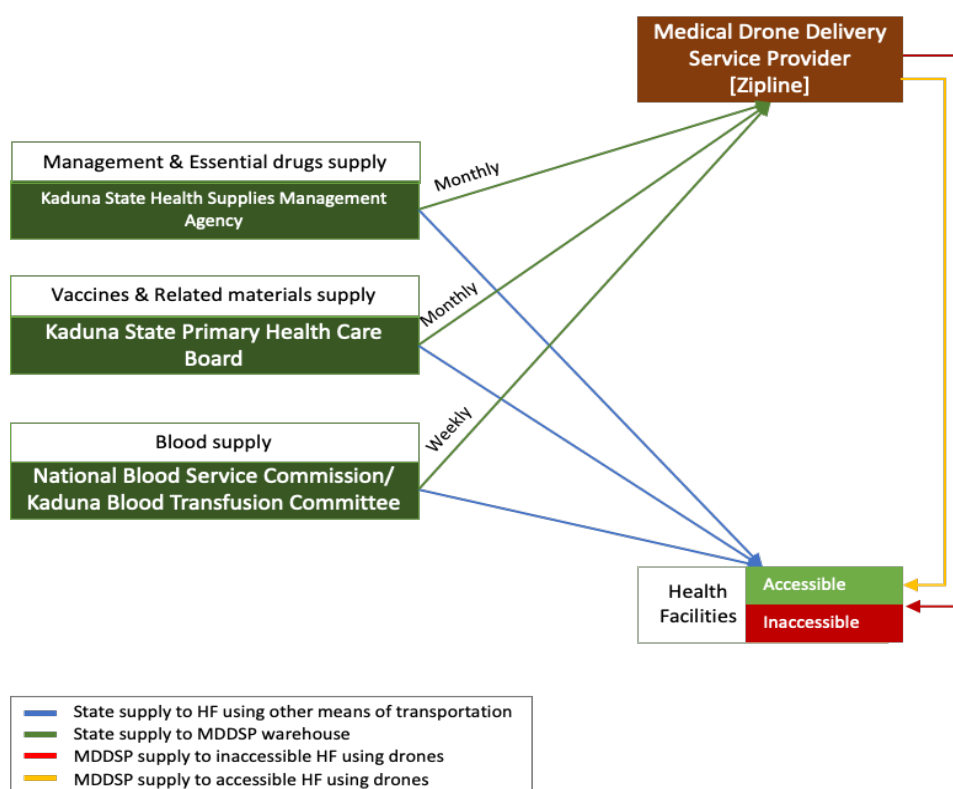 Medical Drone Delivery
Service Provider
[Zipline]
Management & Essential drugs supply
Kaduna State Health Supplies Management
Agency
Monthly
Vaccines & Related materials supply
Kaduna State Primary Health Care
Board
Monthly
Blood supply
National Blood Service Commission/
Kaduna Blood Transfusion Committee
Weekly
Health
Facilities
Accessible
Inaccessible
State supply to HF using other means of transportation
State supply to MDDSP warehouse
MDDSP supply to inaccessible HF using drones
MDDSP supply to accessible HF using drones